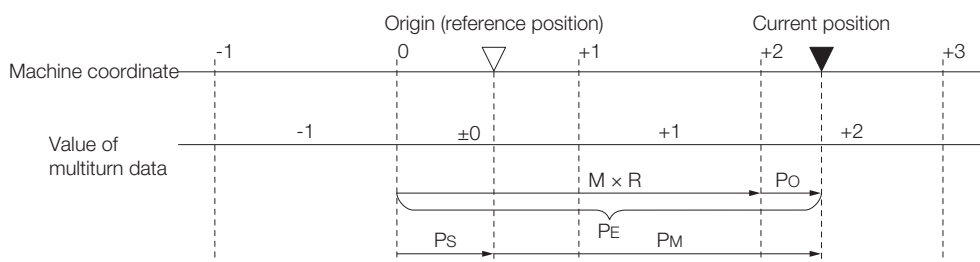 Origin (reference position) Current position
-1 0 +1 +2 +3
Machine coordinate
-1 ±0 +1 +2
Value of
multiturn data
M × R PO
PE
PS PM